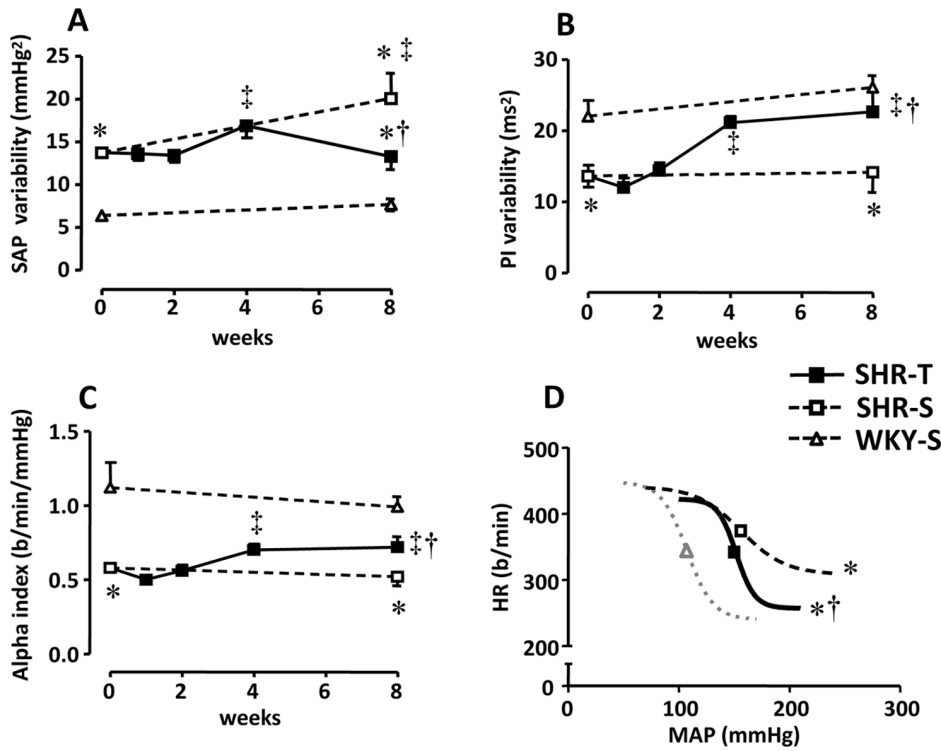 A
SAP variability (mmHg²)
25
20
15
10
5
0
*
‡
* ‡
*†
0 2 4 6 8
weeks
B
PI variability (ms²)
30
20
10
0
*
‡
‡†
*
0 2 4 6 8
weeks
C
Alpha index (b/min/mmHg)
1.5
1.0
0.5
0.0
*
‡
‡†
*
0 2 4 6 8
weeks
SHR-T
SHR-S
WKY-S
D
HR (b/min)
500
400
300
200
0
*
*†
0 100 200 300
MAP (mmHg)